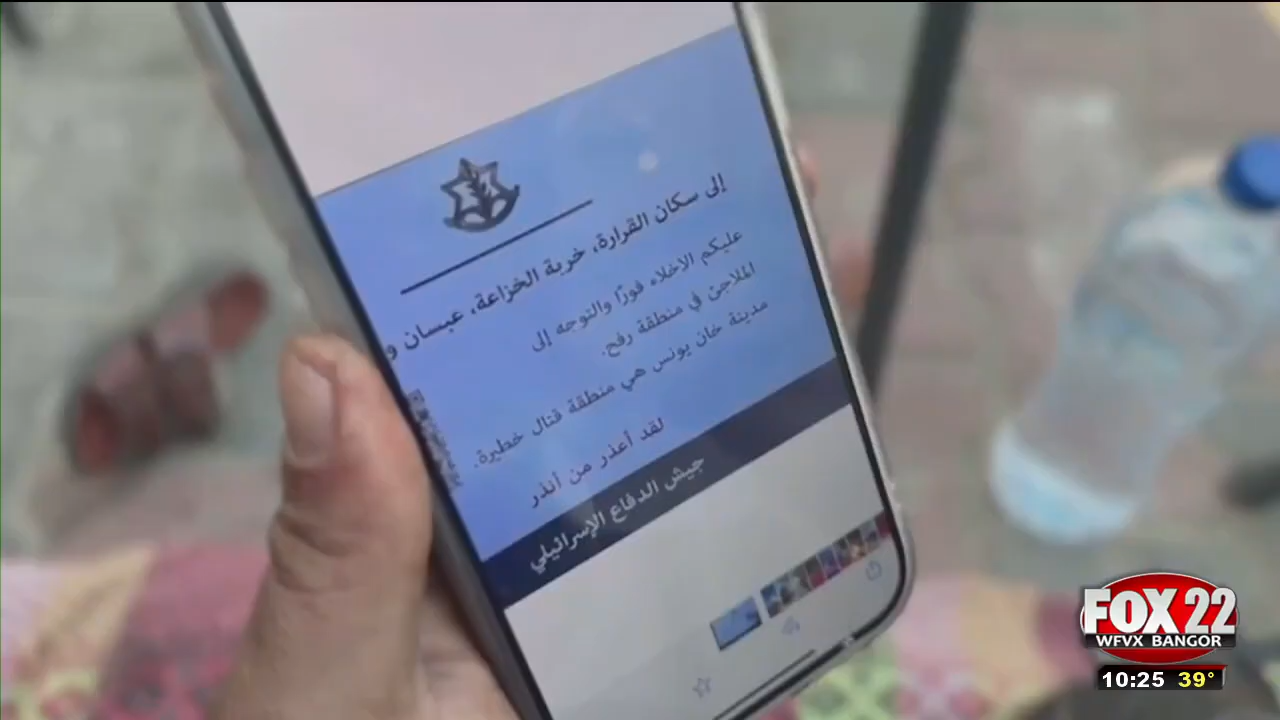 إلى سكان القرارة، خربة الخزاعة، عبسان و
عليكم الإخلاء فورًا والتوجه إلى
الملاجئ في منطقة رفح.
مدينة خان يونس هي منطقة قتال خطيرة.
لقد أعذر من أنذر
جيش الدفاع الإسرائيلي
FOX 22
WFVX BANGOR
10:25 39°